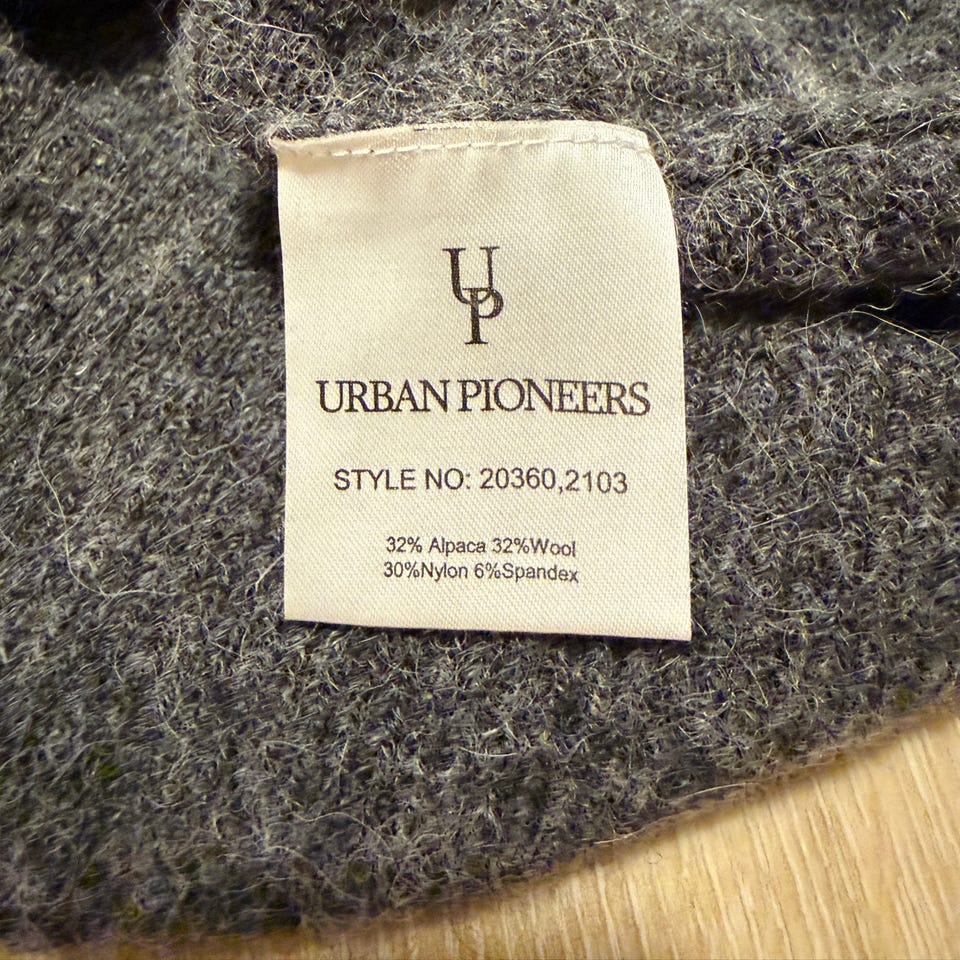 UP
URBAN PIONEERS
STYLE NO: 20360,2103
32% Alpaca 32%Wool
30%Nylon 6%Spandex